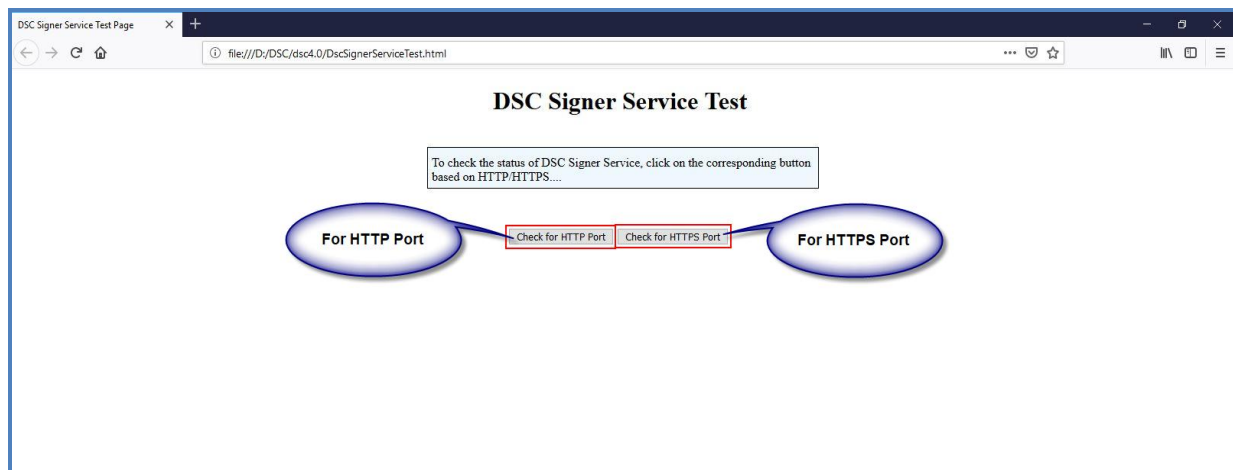 DSC Signer Service Test Page
file:///D:/DSC/dsc4.0/DscSignerServiceTest.html
DSC Signer Service Test
To check the status of DSC Signer Service, click on the corresponding button
based on HTTP/HTTPS....
For HTTP Port
Check for HTTP Port
Check for HTTPS Port
For HTTPS Port